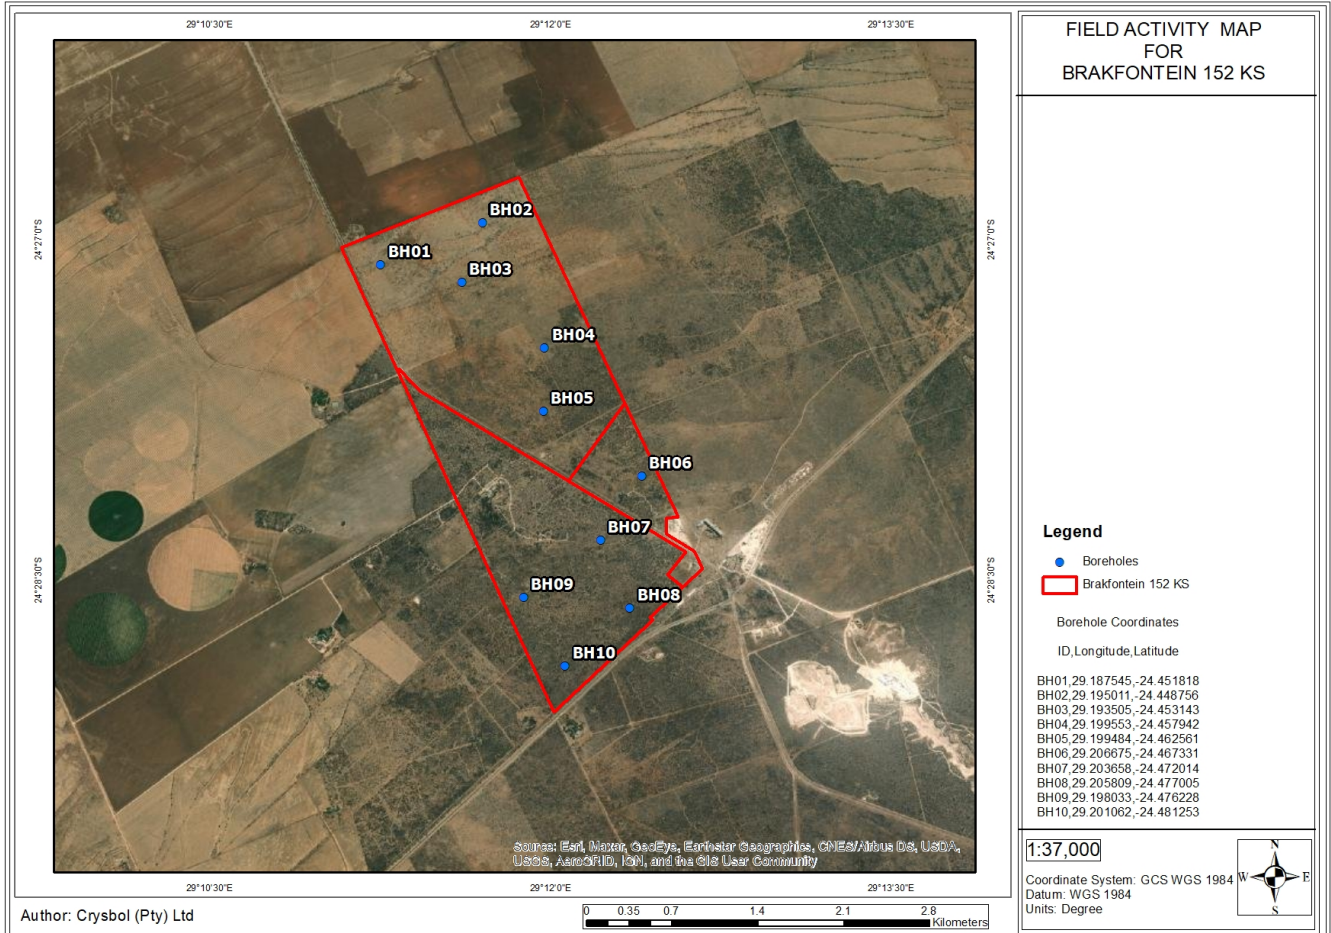 29°10'30"E
29°12'0"E
29°13'30"E
24°27'0"S
24°27'0"S
24°28'30"S
24°28'30"S
BH02
BH01
BH03
BH04
BH05
BH06
BH07
BH09
BH08
BH10
Source: Esri, Maxar, GeoEye, Earthstar Geographics, CNES/Airbus DS, USDA,
USGS, AeroGRID, IGN, and the GIS User Community
29°10'30"E
29°12'0"E
29°13'30"E
Author: Crysbol (Pty) Ltd
0 0.35 0.7 1.4 2.1 2.8
Kilometers
FIELD ACTIVITY MAP
FOR
BRAKFONTEIN 152 KS
Legend
Boreholes
Brakfontein 152 KS
Borehole Coordinates
ID,Longitude,Latitude
BH01,29.187545,-24.451818
BH02,29.195011,-24.448756
BH03,29.193505,-24.453143
BH04,29.199553,-24.457942
BH05,29.199484,-24.462561
BH06,29.206675,-24.467331
BH07,29.203658,-24.472014
BH08,29.205809,-24.477005
BH09,29.198033,-24.476228
BH10,29.201062,-24.481253
1:37,000
Coordinate System: GCS WGS 1984
Datum: WGS 1984
Units: Degree
N
W E
S